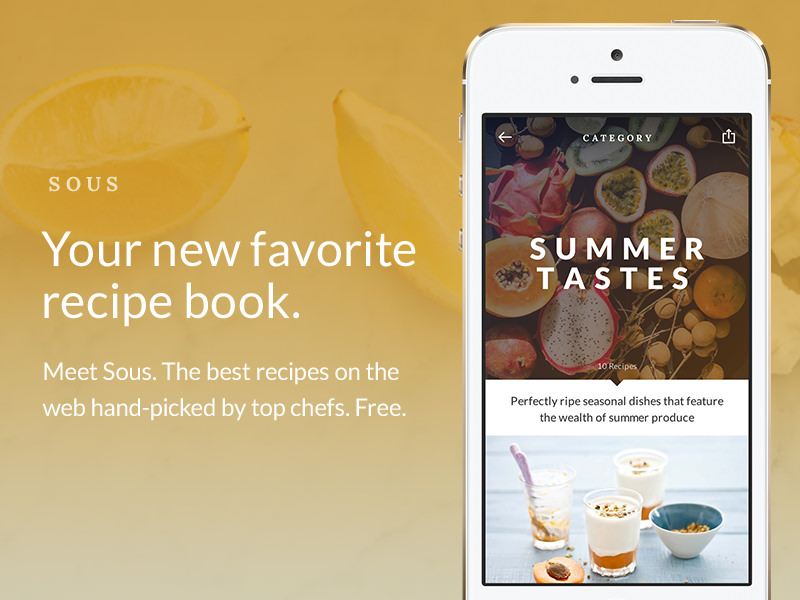 SOUS
Your new favorite
recipe book.
Meet Sous. The best recipes on the
web hand-picked by top chefs. Free.
CATEGORY
SUMMER
TASTES
10 Recipes
Perfectly ripe seasonal dishes that feature
the wealth of summer produce